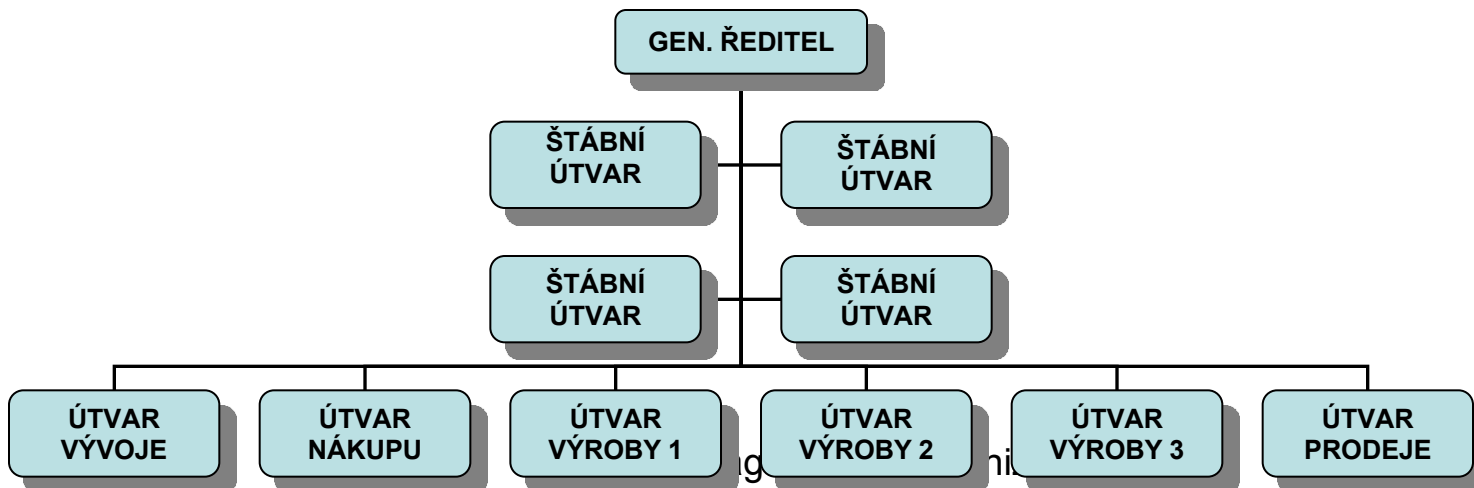 GEN. ŘEDITEL
ŠTÁBNÍ
ÚTVAR
ŠTÁBNÍ
ÚTVAR
ŠTÁBNÍ
ÚTVAR
ŠTÁBNÍ
ÚTVAR
ÚTVAR
VÝVOJE
ÚTVAR
NÁKUPU
ÚTVAR
VÝROBY 1
ÚTVAR
VÝROBY 2
ÚTVAR
VÝROBY 3
ÚTVAR
PRODEJE